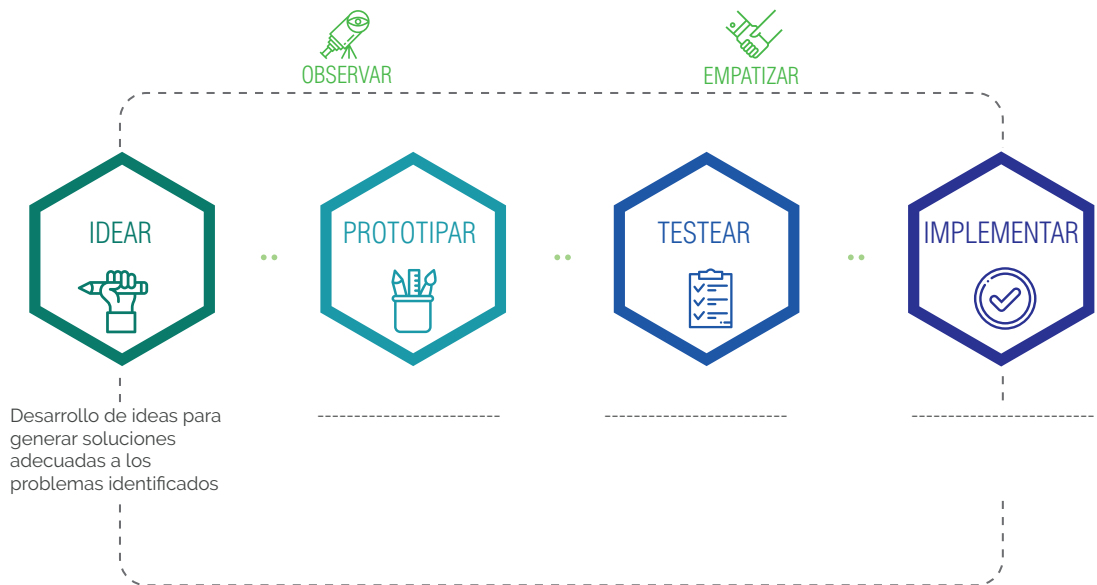 OBSERVAR
EMPATIZAR
IDEAR
PROTOTIPAR
TESTEAR
IMPLEMENTAR
Desarrollo de ideas para
generar soluciones
adecuadas a los
problemas identificados